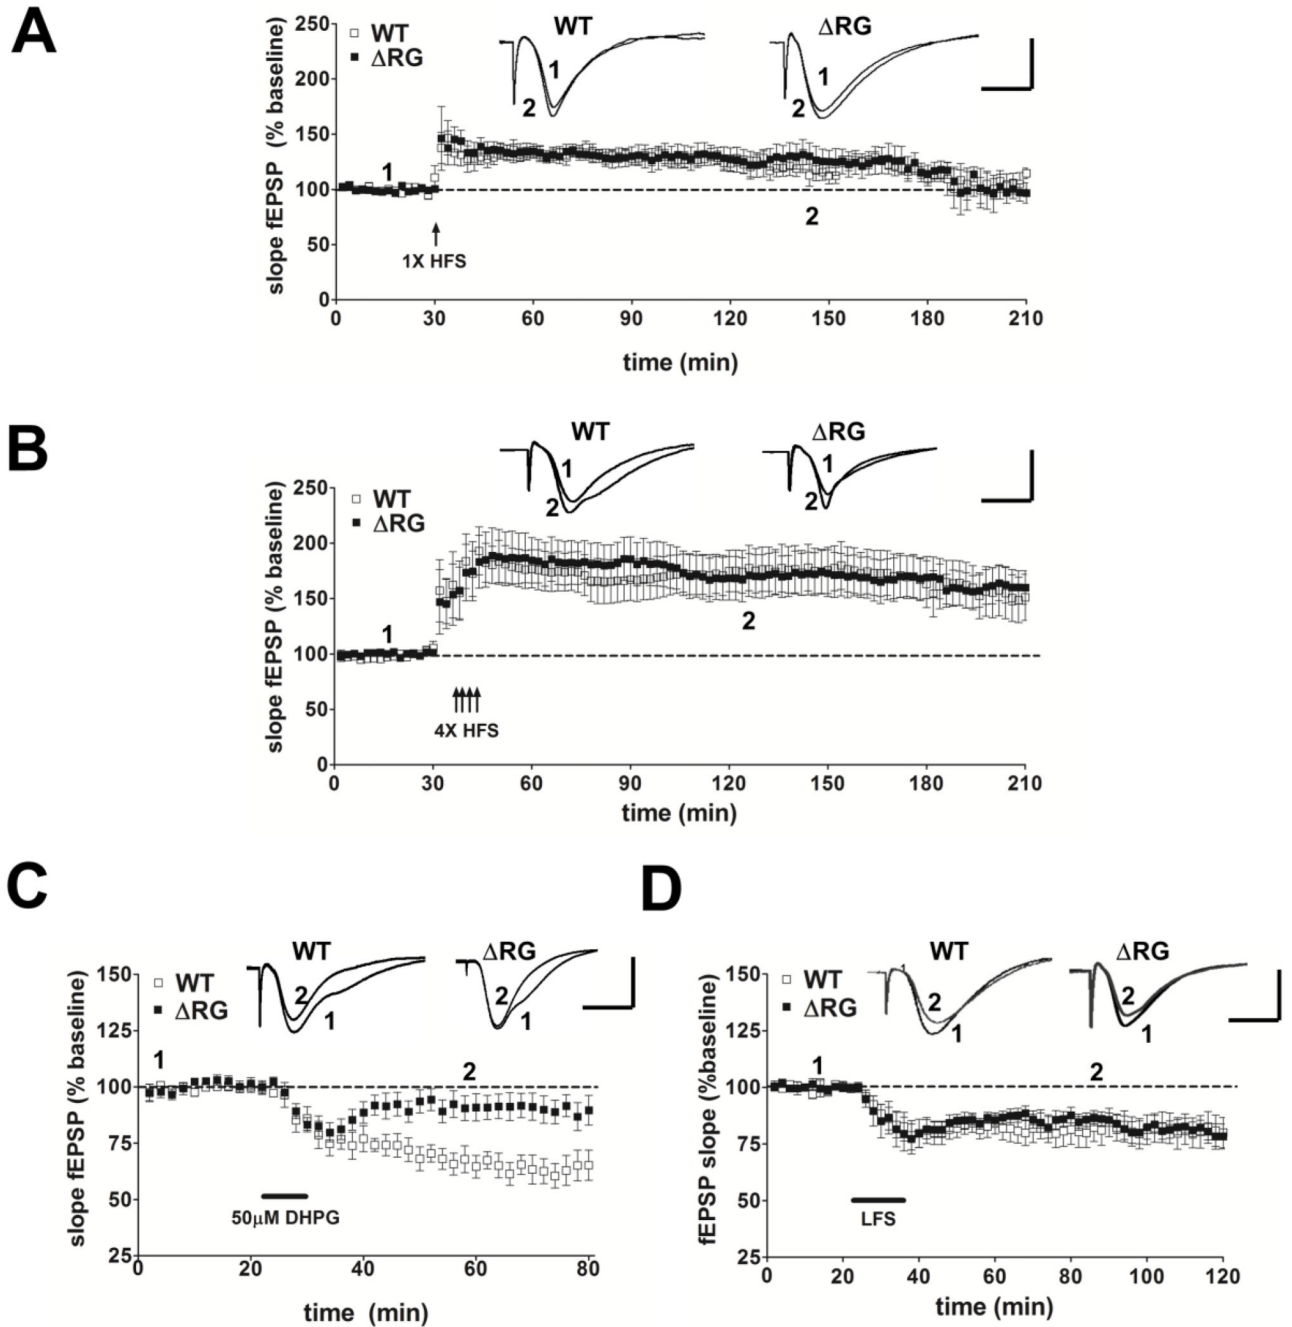 A
WT
ΔRG
WT
ΔRG
1
2
1
2
slope fEPSP (% baseline)
250
200
150
100
50
0
1
2
1X HFS
0 30 60 90 120 150 180 210
time (min)
B
WT
ΔRG
WT
ΔRG
1
2
1
2
slope fEPSP (% baseline)
250
200
150
100
50
0
1
2
4X HFS
0 30 60 90 120 150 180 210
time (min)
C
WT
ΔRG
WT
ΔRG
2
1
2
1
slope fEPSP (% baseline)
150
125
100
75
50
25
1
2
50μM DHPG
0 20 40 60 80
time (min)
D
WT
ΔRG
WT
ΔRG
1
2
1
2
1
fEPSP slope (%baseline)
150
125
100
75
50
25
1
2
LFS
0 20 40 60 80 100 120
time (min)